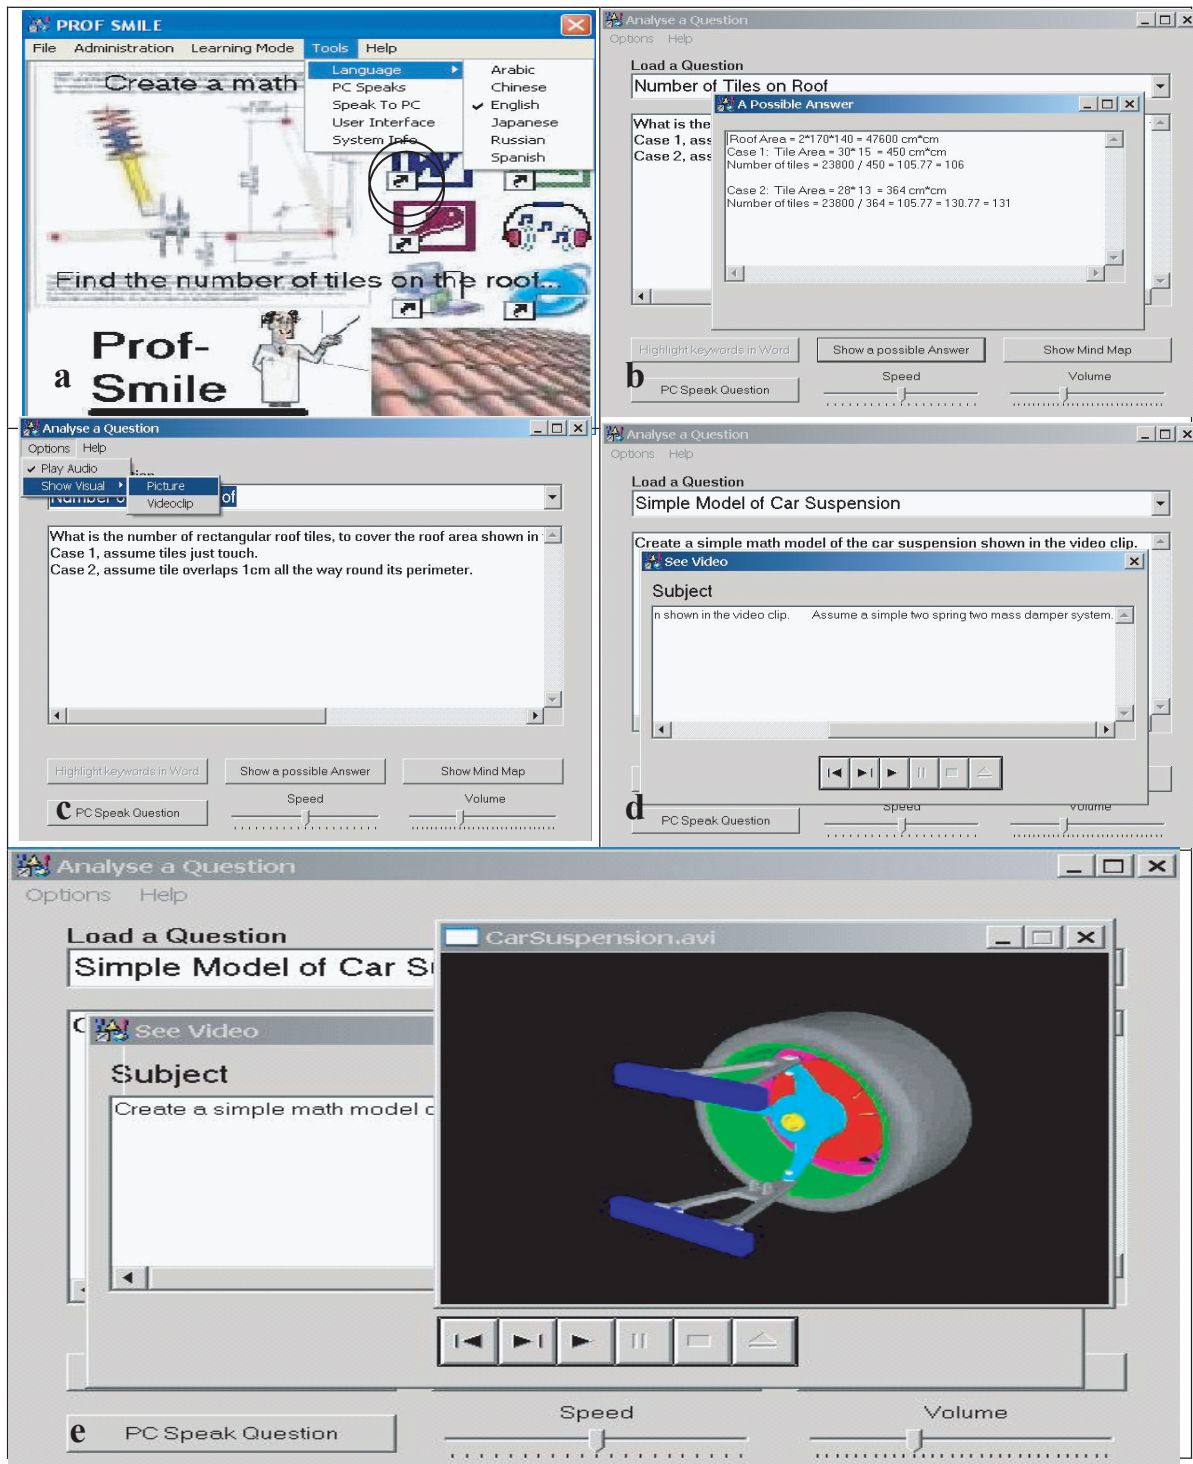 PROF SMILE
File Administration Learning Mode Tools Help
Language
PC Speaks
Speak To PC
User Interface
System Info
Arabic
Chinese
English
Japanese
Russian
Spanish
Create a math
Find the number of tiles on the roof...
Prof-
Smile
a
Analyse a Question
Options Help
Load a Question
Number of Tiles on Roof
What is the
Case 1, ass
Case 2, ass
A Possible Answer
Roof Area = 2*170*140 = 47600 cm*cm
Case 1: Tile Area = 30* 15 = 450 cm*cm
Number of tiles = 23800 / 450 = 105.77 = 106
Case 2: Tile Area = 28* 13 = 364 cm*cm
Number of tiles = 23800 / 364 = 105.77 = 130.77 = 131
Highlight keywords in Word Show a possible Answer Show Mind Map
b
PC Speak Question Speed Volume
Analyse a Question
Options Help
Play Audio
Show Visual
Picture
Videoclip
of
What is the number of rectangular roof tiles, to cover the roof area shown in
Case 1, assume tiles just touch.
Case 2, assume tile overlaps 1cm all the way round its perimeter.
Highlight keywords in Word Show a possible Answer Show Mind Map
c
PC Speak Question Speed Volume
Analyse a Question
Options Help
Load a Question
Simple Model of Car Suspension
Create a simple math model of the car suspension shown in the video clip.
See Video
Subject
n shown in the video clip. Assume a simple two spring two mass damper system.
d
PC Speak Question Speed Volume
Analyse a Question
Options Help
Load a Question
Simple Model of Car S
See Video
Subject
Create a simple math model
CarSuspension.avi
e
PC Speak Question Speed Volume